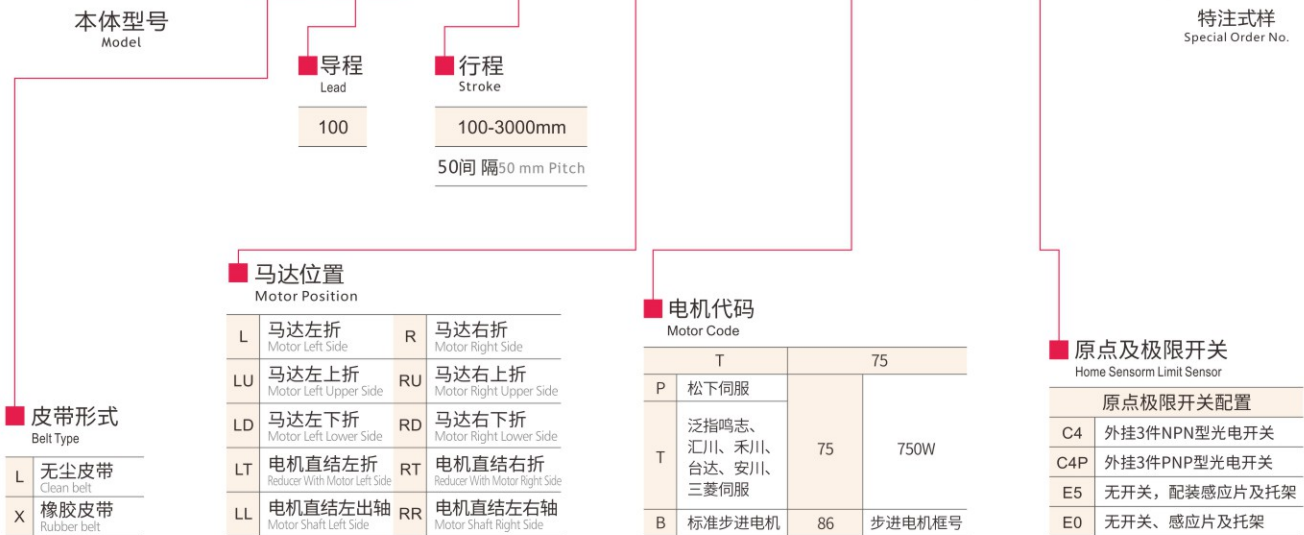 本体型号
Model
特注式样
Special Order No.
导程
Lead
100
行程
Stroke
100-3000mm
50间 隔50 mm Pitch
马达位置
Motor Position
L 马达左折 R 马达右折
Motor Left Side Motor Right Side
LU 马达左上折 RU 马达右上折
Motor Left Upper Side Motor Right Upper Side
LD 马达左下折 RD 马达右下折
Motor Left Lower Side Motor Right Lower Side
LT 电机直结左折 RT 电机直结右折
Reducer With Motor Left Side Reducer With Motor Right Side
LL 电机直结左出轴 RR 电机直结左右轴
Motor Shaft Left Side Motor Shaft Right Side
电机代码
Motor Code
T 75
P 松下伺服
T 泛指鸣志、
汇川、禾川、
台达、安川、
三菱伺服
75 750W
B 标准步进电机 86 步进电机框号
原点及极限开关
Home Sensorm Limit Sensor
原点极限开关配置
C4 外挂3件NPN型光电开关
C4P 外挂3件PNP型光电开关
E5 无开关，配装感应片及托架
E0 无开关、感应片及托架
皮带形式
Belt Type
L 无尘皮带
Clean belt
X 橡胶皮带
Rubber belt